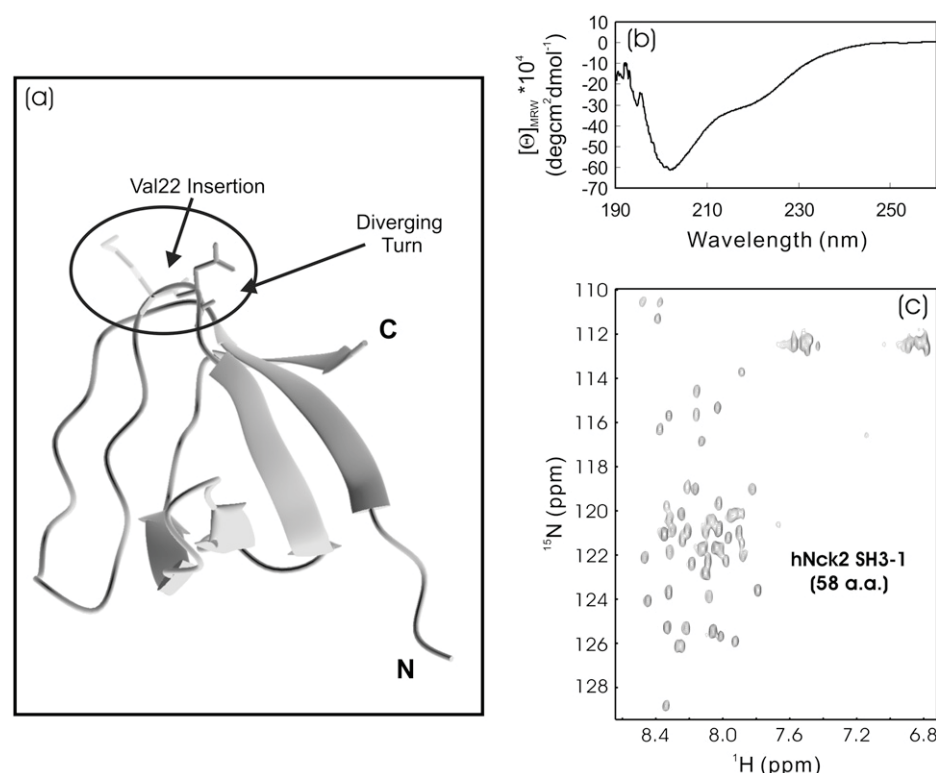 (a)
Val22 Insertion
Diverging
Turn
C
N
(b)
[Θ]MRW *10⁴
(degcm²dmol⁻¹)
10
0
-10
-20
-30
-40
-50
-60
-70
190 210 230 250
Wavelength (nm)
(c)
110
112
114
116
118
120
122
124
126
128
¹⁵N (ppm)
hNck2 SH3-1
(58 a.a.)
8.4 8.0 7.6 7.2 6.8
¹H (ppm)